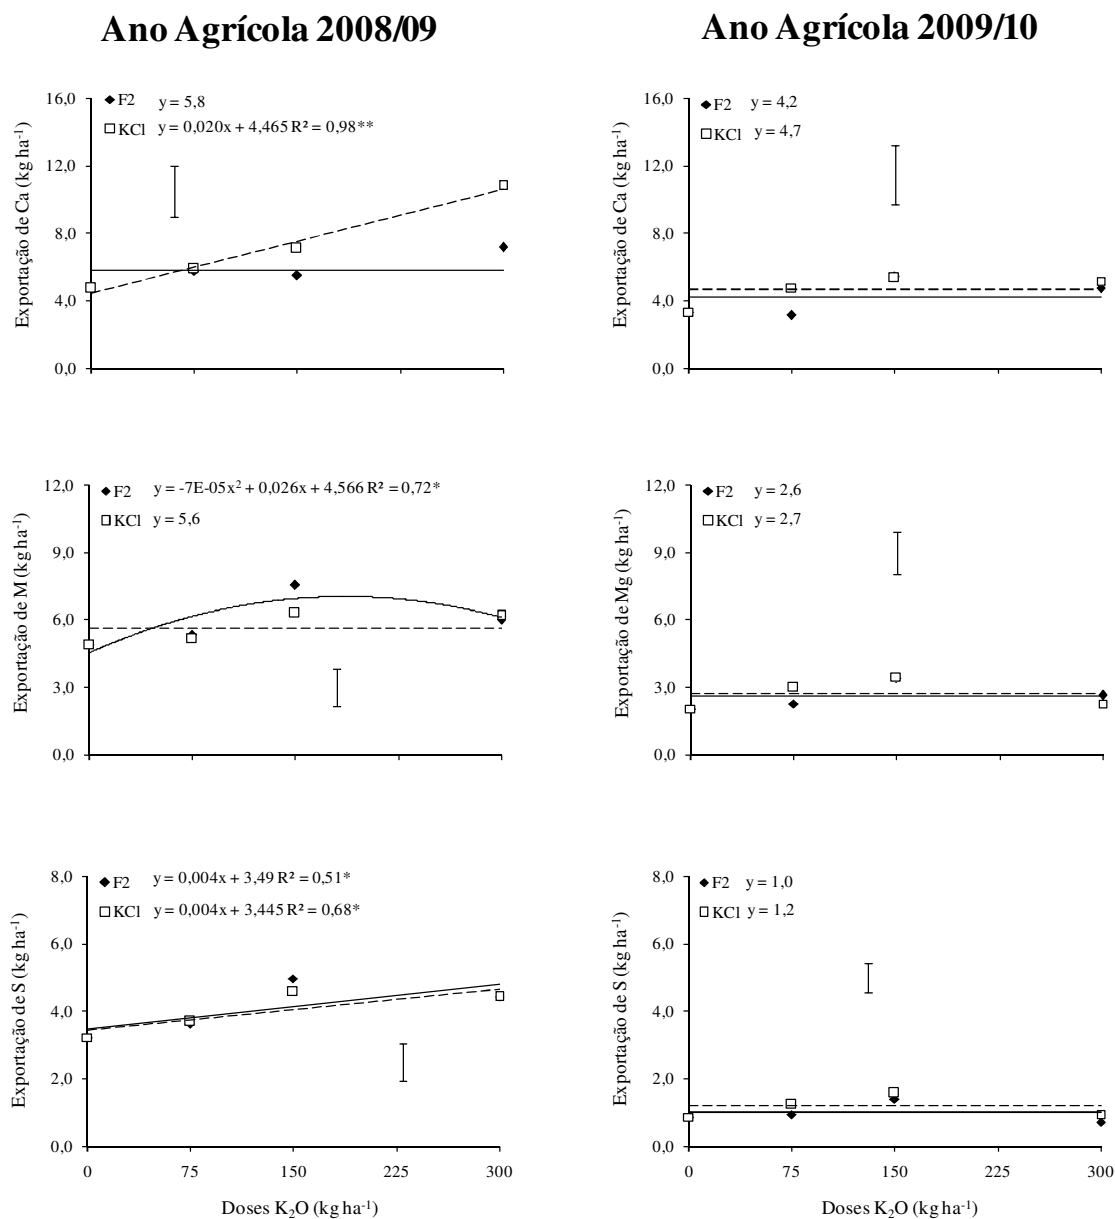 Ano Agrícola 2008/09
Ano Agrícola 2009/10
Exportação de Ca (kg ha⁻¹)
16,0
12,0
8,0
4,0
0,0
F2 y = 5,8
KCl y = 0,020x + 4,465 R² = 0,98**
Exportação de Ca (kg ha⁻¹)
16,0
12,0
8,0
4,0
0,0
F2 y = 4,2
KCl y = 4,7
Exportação de M (kg ha⁻¹)
12,0
9,0
6,0
3,0
0,0
F2 y = -7E-05x² + 0,026x + 4,566 R² = 0,72*
KCl y = 5,6
Exportação de Mg (kg ha⁻¹)
12,0
9,0
6,0
3,0
0,0
F2 y = 2,6
KCl y = 2,7
Exportação de S (kg ha⁻¹)
8,0
6,0
4,0
2,0
0,0
F2 y = 0,004x + 3,49 R² = 0,51*
KCl y = 0,004x + 3,445 R² = 0,68*
0 75 150 225 300
Doses K₂O (kg ha⁻¹)
Exportação de S (kg ha⁻¹)
8,0
6,0
4,0
2,0
0,0
F2 y = 1,0
KCl y = 1,2
0 75 150 225 300
Doses K₂O (kg ha⁻¹)